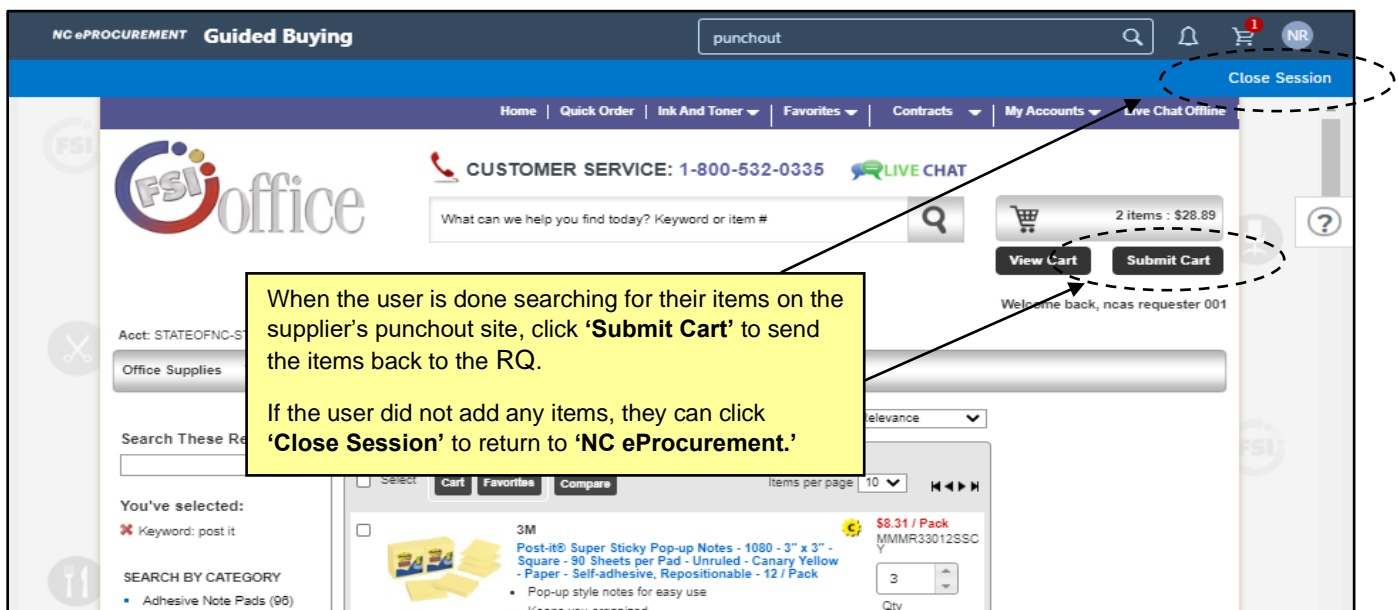 NC ePROCUREMENT Guided Buying
punchout
1
NR
Close Session
Home | Quick Order | Ink And Toner | Favorites | Contracts | My Accounts | Live Chat Offline
FSI
FSI office
CUSTOMER SERVICE: 1-800-532-0335 LIVE CHAT
What can we help you find today? Keyword or item #
2 items : $28.89
?
View Cart Submit Cart
Welcome back, ncas requester 001
When the user is done searching for their items on the
supplier's punchout site, click 'Submit Cart' to send
the items back to the RQ.
If the user did not add any items, they can click
'Close Session' to return to 'NC eProcurement.'
Acct: STATEOFNC-S
Office Supplies
Search These Re
Relevance
FSI
Select Cart Favorites Compare Items per page 10
You've selected:
Keyword: post it
3M
Post-it® Super Sticky Pop-up Notes - 1080 - 3" x 3" -
Square - 90 Sheets per Pad - Unruled - Canary Yellow
- Paper - Self-adhesive, Repositionable - 12 / Pack
• Pop-up style notes for easy use
C
$8.31 / Pack
MMMR33012SSC
Y
3
Qty
SEARCH BY CATEGORY
• Adhesive Note Pads (96)